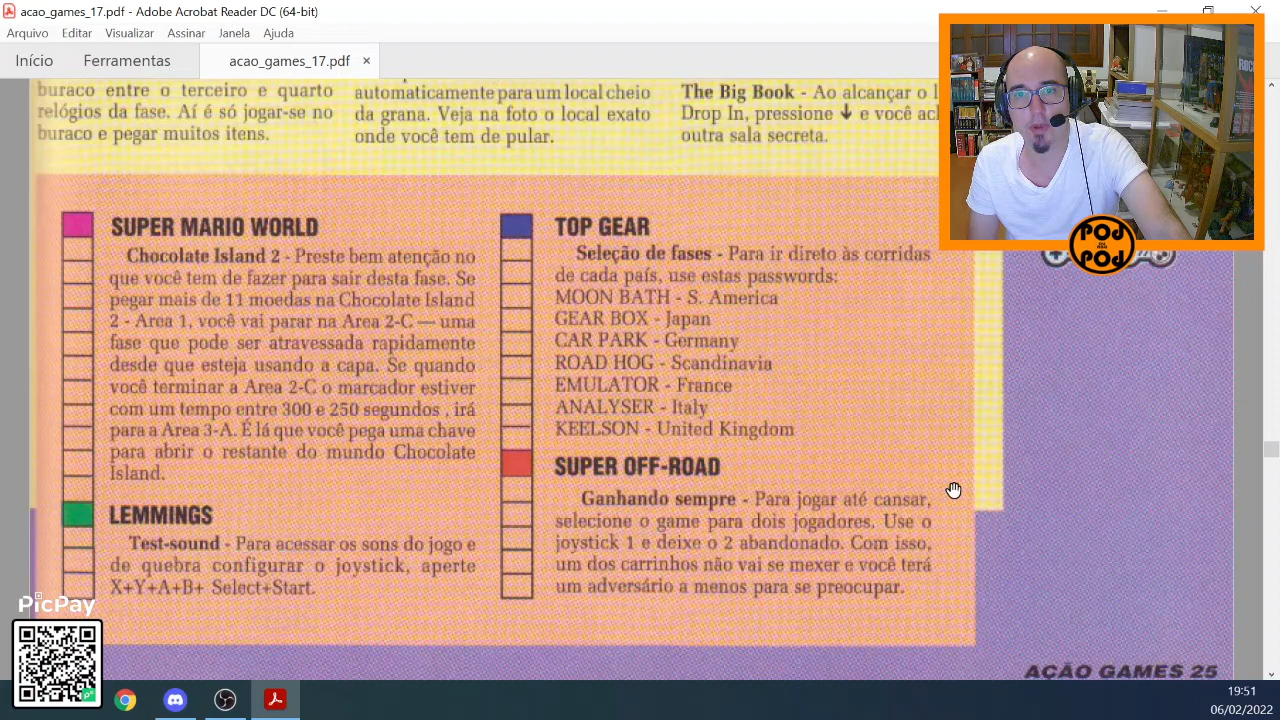 acao_games_17.pdf - Adobe Acrobat Reader DC (64-bit)
Arquivo Editar Visualizar Assinar Janela Ajuda
Início Ferramentas acao_games_17.pdf ×
buraco entre o terceiro e quarto
relógios da fase. Aí é só jogar-se no
buraco e pegar muitos itens.
automaticamente para um local cheio
da grana. Veja na foto o local exato
onde você tem de pular.
The Big Book - Ao alcançar o
Drop In, pressione ↓ e você
outra sala secreta.
SUPER MARIO WORLD
Chocolate Island 2 - Preste bem atenção no
que você tem de fazer para sair desta fase. Se
pegar mais de 11 moedas na Chocolate Island
2 - Area 1, você vai parar na Area 2-C — uma
fase que pode ser atravessada rapidamente
desde que esteja usando a capa. Se quando
você terminar a Area 2-C o marcador estiver
com um tempo entre 300 e 250 segundos , irá
para a Area 3-A. É lá que você pega uma chave
para abrir o restante do mundo Chocolate
Island.
LEMMINGS
Test-sound - Para acessar os sons do jogo e
de quebra configurar o joystick, aperte
X+Y+A+B+ Select+Start.
TOP GEAR
Seleção de fases - Para ir direto às corridas
de cada país, use estas passwords:
MOON BATH - S. America
GEAR BOX - Japan
CAR PARK - Germany
ROAD HOG - Scandinavia
EMULATOR - France
ANALYSER - Italy
KEELSON - United Kingdom
SUPER OFF-ROAD
Ganhando sempre - Para jogar até cansar,
selecione o game para dois jogadores. Use o
joystick 1 e deixe o 2 abandonado. Com isso,
um dos carrinhos não vai se mexer e você terá
um adversário a menos para se preocupar.
POD
POD
PicPay
AÇÃO GAMES 25
19:51
06/02/2022